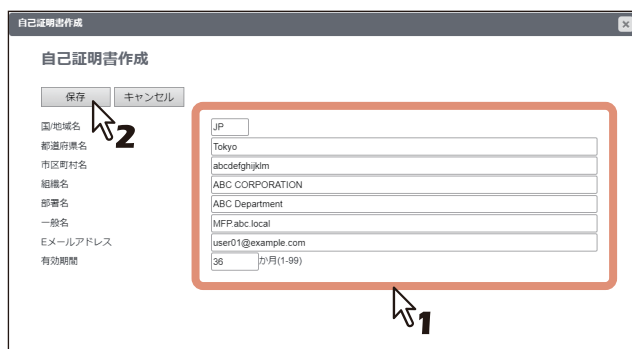 自己証明書作成
自己証明書作成
保存 キャンセル
2
国/地域名 JP
都道府県名 Tokyo
市区町村名 abcdefghijklm
組織名 ABC CORPORATION
部署名 ABC Department
一般名 MFP.abc.local
Eメールアドレス user01@example.com
有効期間 36 か月(1-99)
1